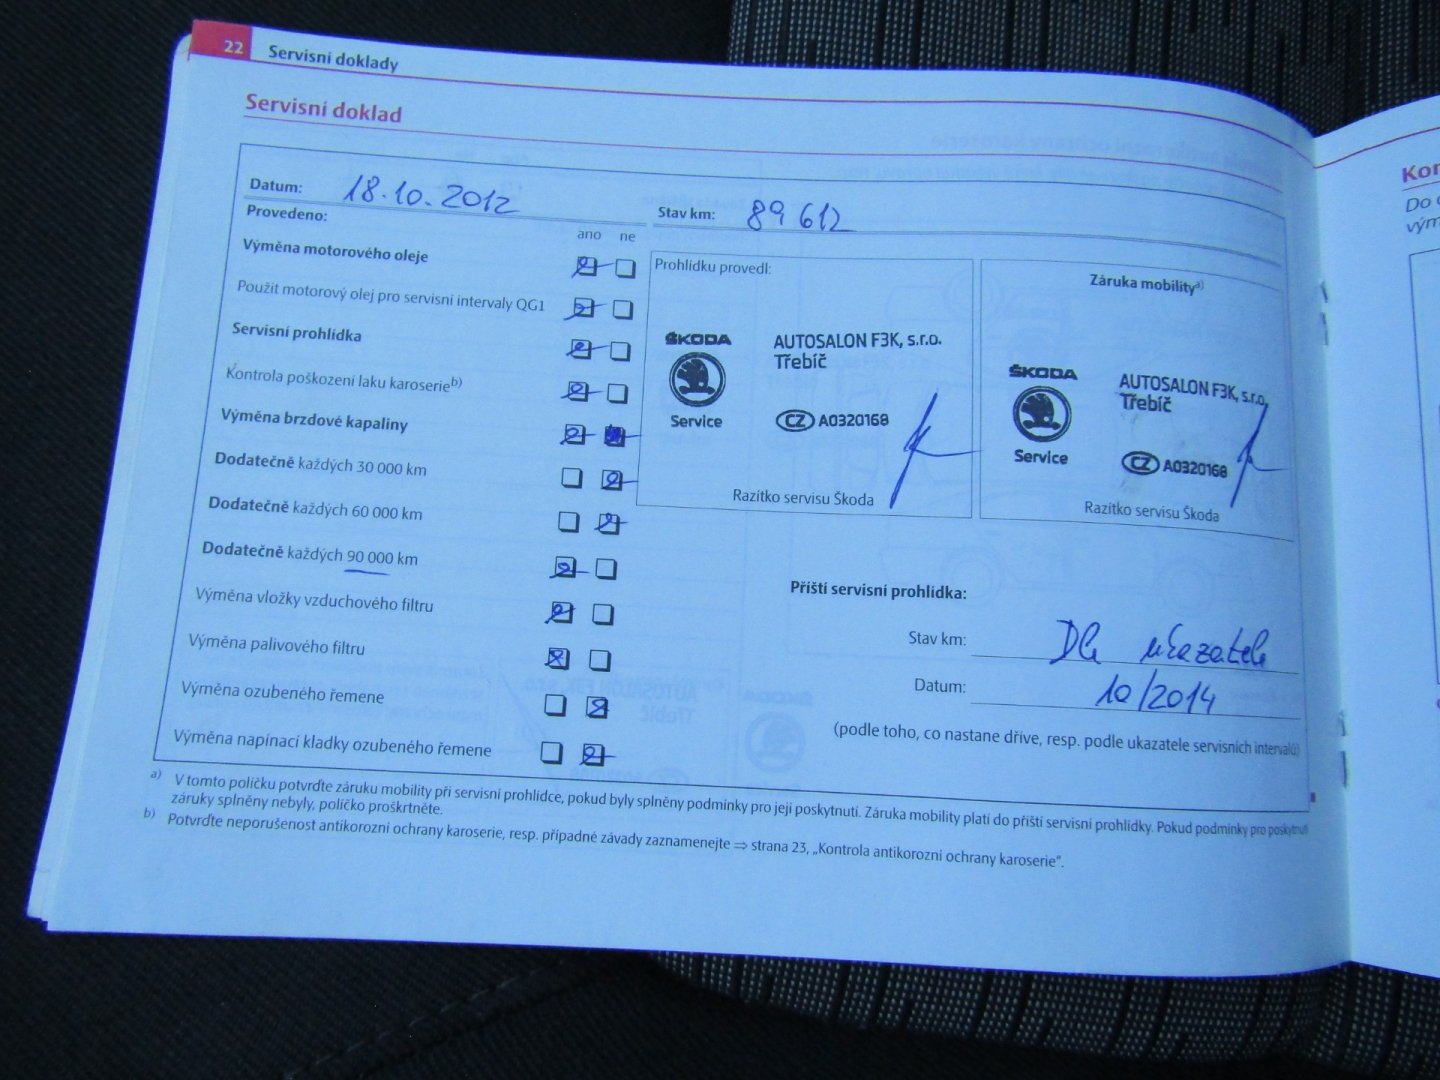 22 Servisní doklady
Servisní doklad
Datum: 18.10.2012
Stav km: 89 612
Provedeno:
ano ne
Výměna motorového oleje
Použit motorový olej pro servisní intervaly QG1
Servisní prohlídka
Kontrola poškození laku karoserie b)
Výměna brzdové kapaliny
Dodatečně každých 30 000 km
Dodatečně každých 60 000 km
Dodatečně každých 90 000 km
Výměna vložky vzduchového filtru
Výměna palivového filtru
Výměna ozubeného řemene
Výměna napínací kladky ozubeného řemene
Prohlídku provedl:
ŠKODA
Service
AUTOSALON F3K, s.r.o.
Třebíč
CZ A0320168
Razítko servisu Škoda
Záruka mobility a)
ŠKODA
Service
AUTOSALON F3K, s.r.o.
Třebíč
CZ A0320168
Razítko servisu Škoda
Příští servisní prohlídka:
Stav km: Dle ukazatele
Datum: 10/2014
(podle toho, co nastane dříve, resp. podle ukazatele servisních intervalů)
a) V tomto políčku potvrďte záruku mobility při servisní prohlídce, pokud byly splněny podmínky pro její poskytnutí. Záruka mobility platí do příští servisní prohlídky. Pokud podmínky pro poskytnutí
záruky splněny nebyly, políčko proškrtněte.
b) Potvrďte neporušenost antikorozní ochrany karoserie, resp. případné závady zaznamenejte ⇒ strana 23, „Kontrola antikorozní ochrany karoserie“.
Kor
Do
vým